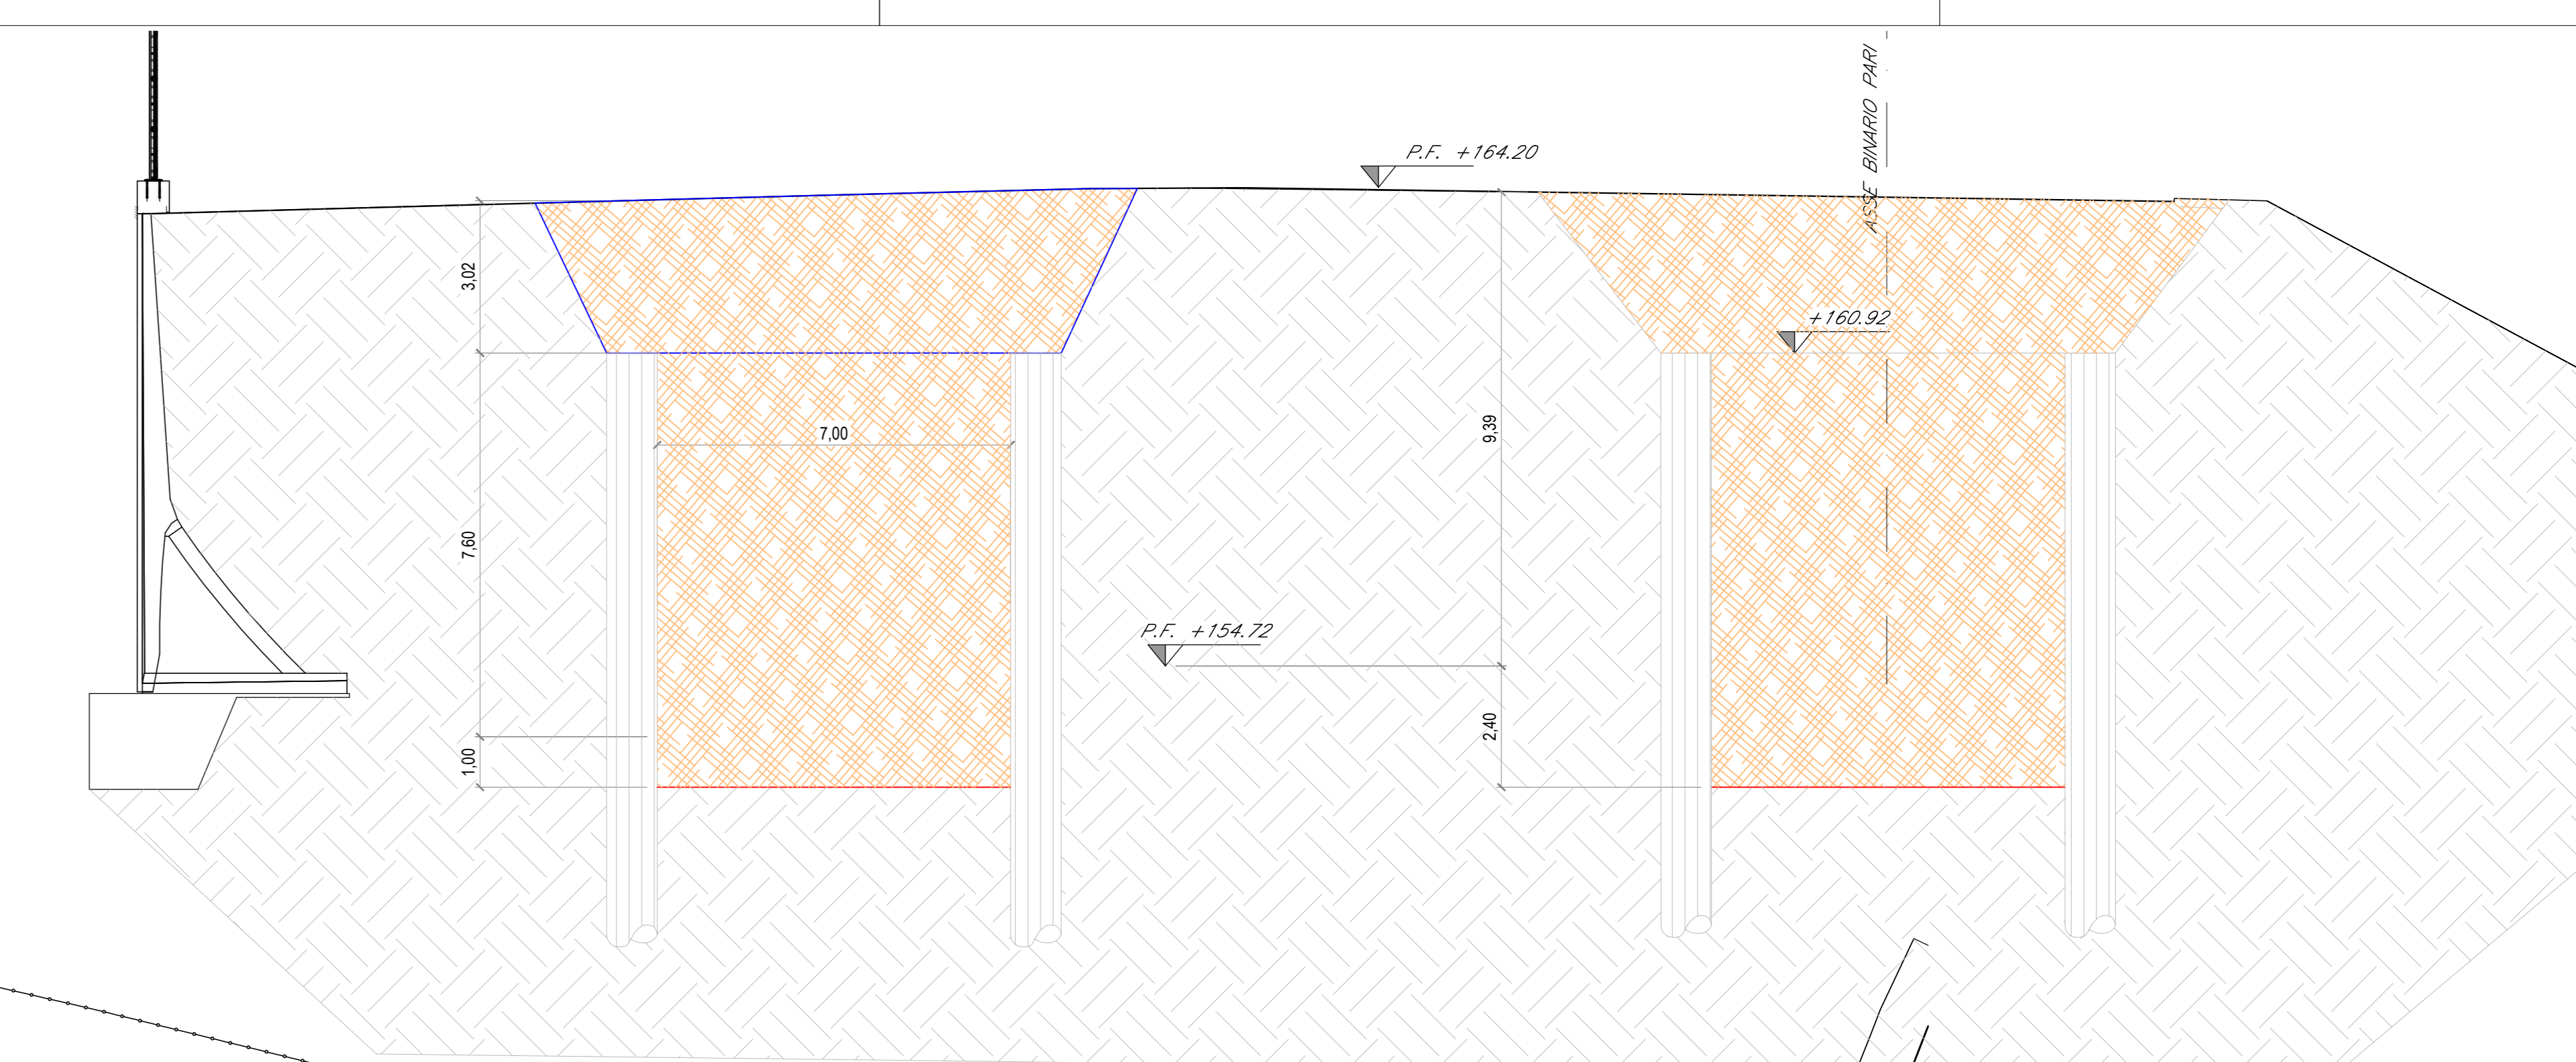 ASSE BINARIO PARI
P.F. +164.20
3,02
+160.92
7,00
9,39
7,60
P.F. +154.72
2,40
1,00